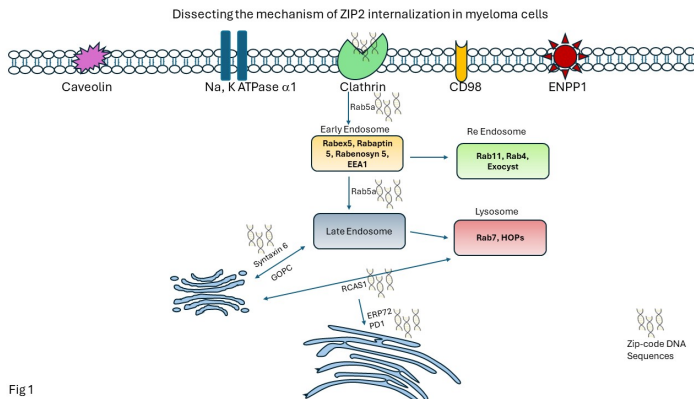 Dissecting the mechanism of ZIP2 internalization in myeloma cells
Caveolin
Na, K ATPase α1
Clathrin
CD98
ENPP1
Rab5a
Early Endosome
Rabex5, Rabaptin
5, Rabenosyn 5,
EEA1
Re Endosome
Rab11, Rab4,
Exocyst
Rab5a
Late Endosome
Lysosome
Rab7, HOPs
Syntaxin 6
GOPC
RCAS1
ERP72
PD1
Zip-code DNA
Sequences
Fig 1